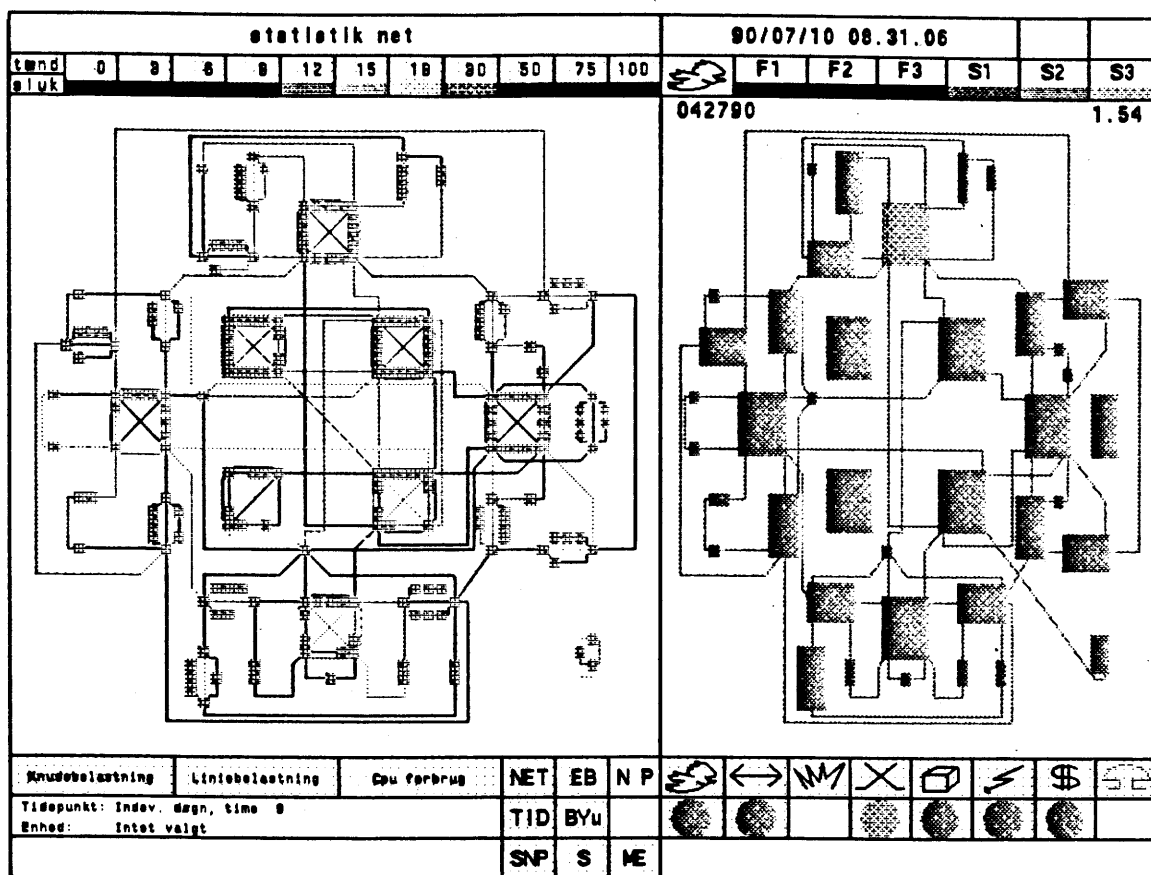 statistik net 90/07/10 08.31.06
tænd 0 3 6 9 12 15 18 30 50 75 100 F1 F2 F3 S1 S2 S3
sluk
042790 1.54
Knudebelastning Liniebelastning Cpu forbrug NET EB N P
Tidspunkt: Indev. døgn, time 9 TID BYu
Enhed: Intet valgt
SNP S ME